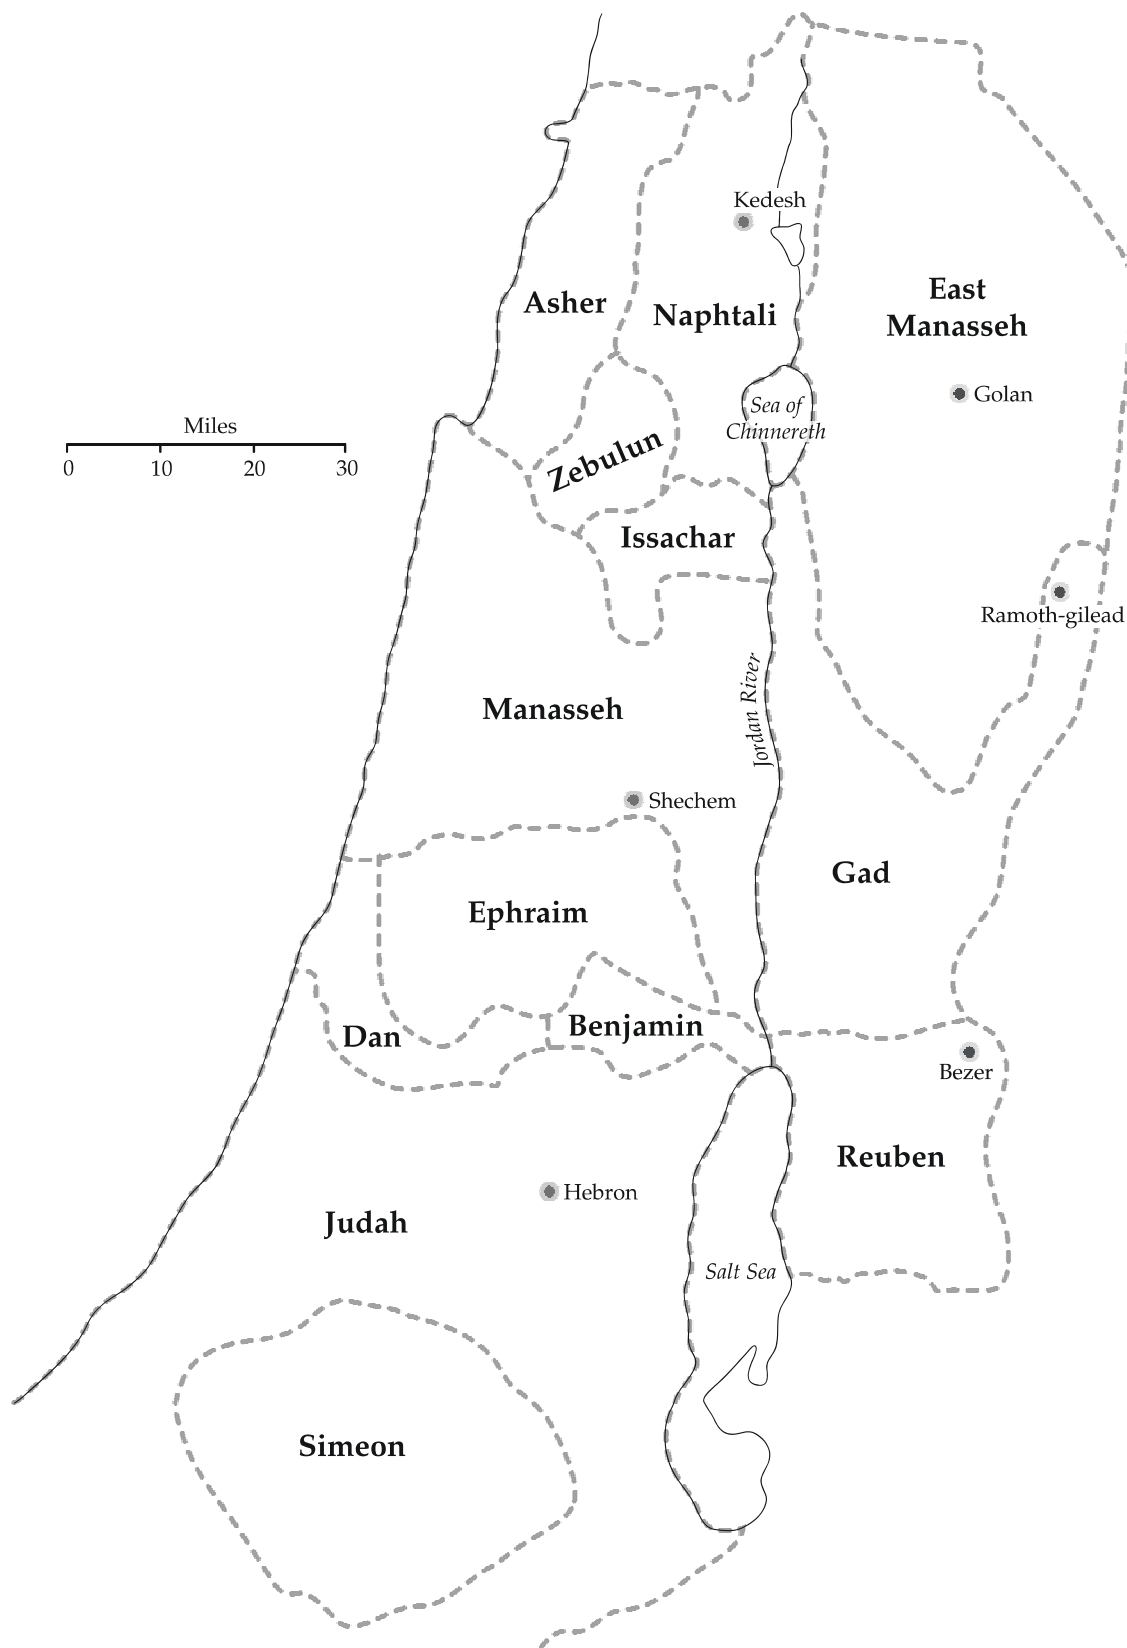 Kedesh
East
Manasseh
Asher
Naphtali
Golan
Sea of
Chinnereth
Miles
0 10 20 30
Zebulun
Issachar
Ramoth-gilead
Jordan River
Manasseh
Shechem
Gad
Ephraim
Benjamin
Dan
Bezer
Reuben
Hebron
Judah
Salt Sea
Simeon